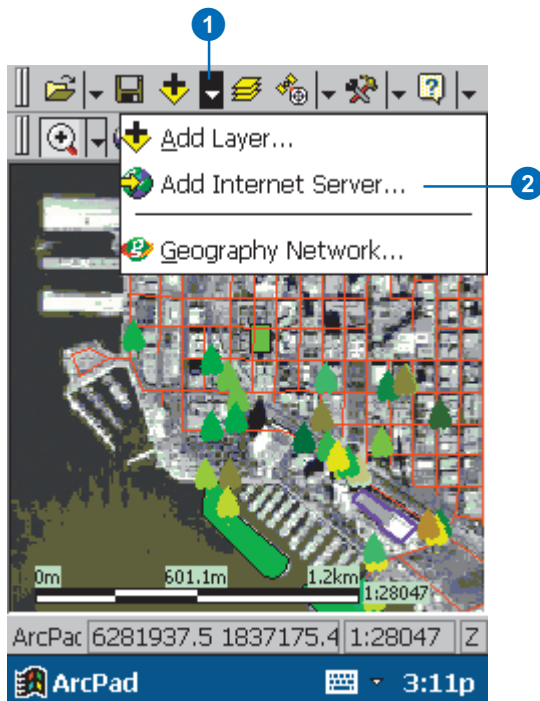 1
Add Layer...
Add Internet Server...
2
Geography Network...
0m 601.1m 1.2km
1:28047
ArcPac 6281937.5 1837175.4 1:28047 Z
ArcPad 3:11p